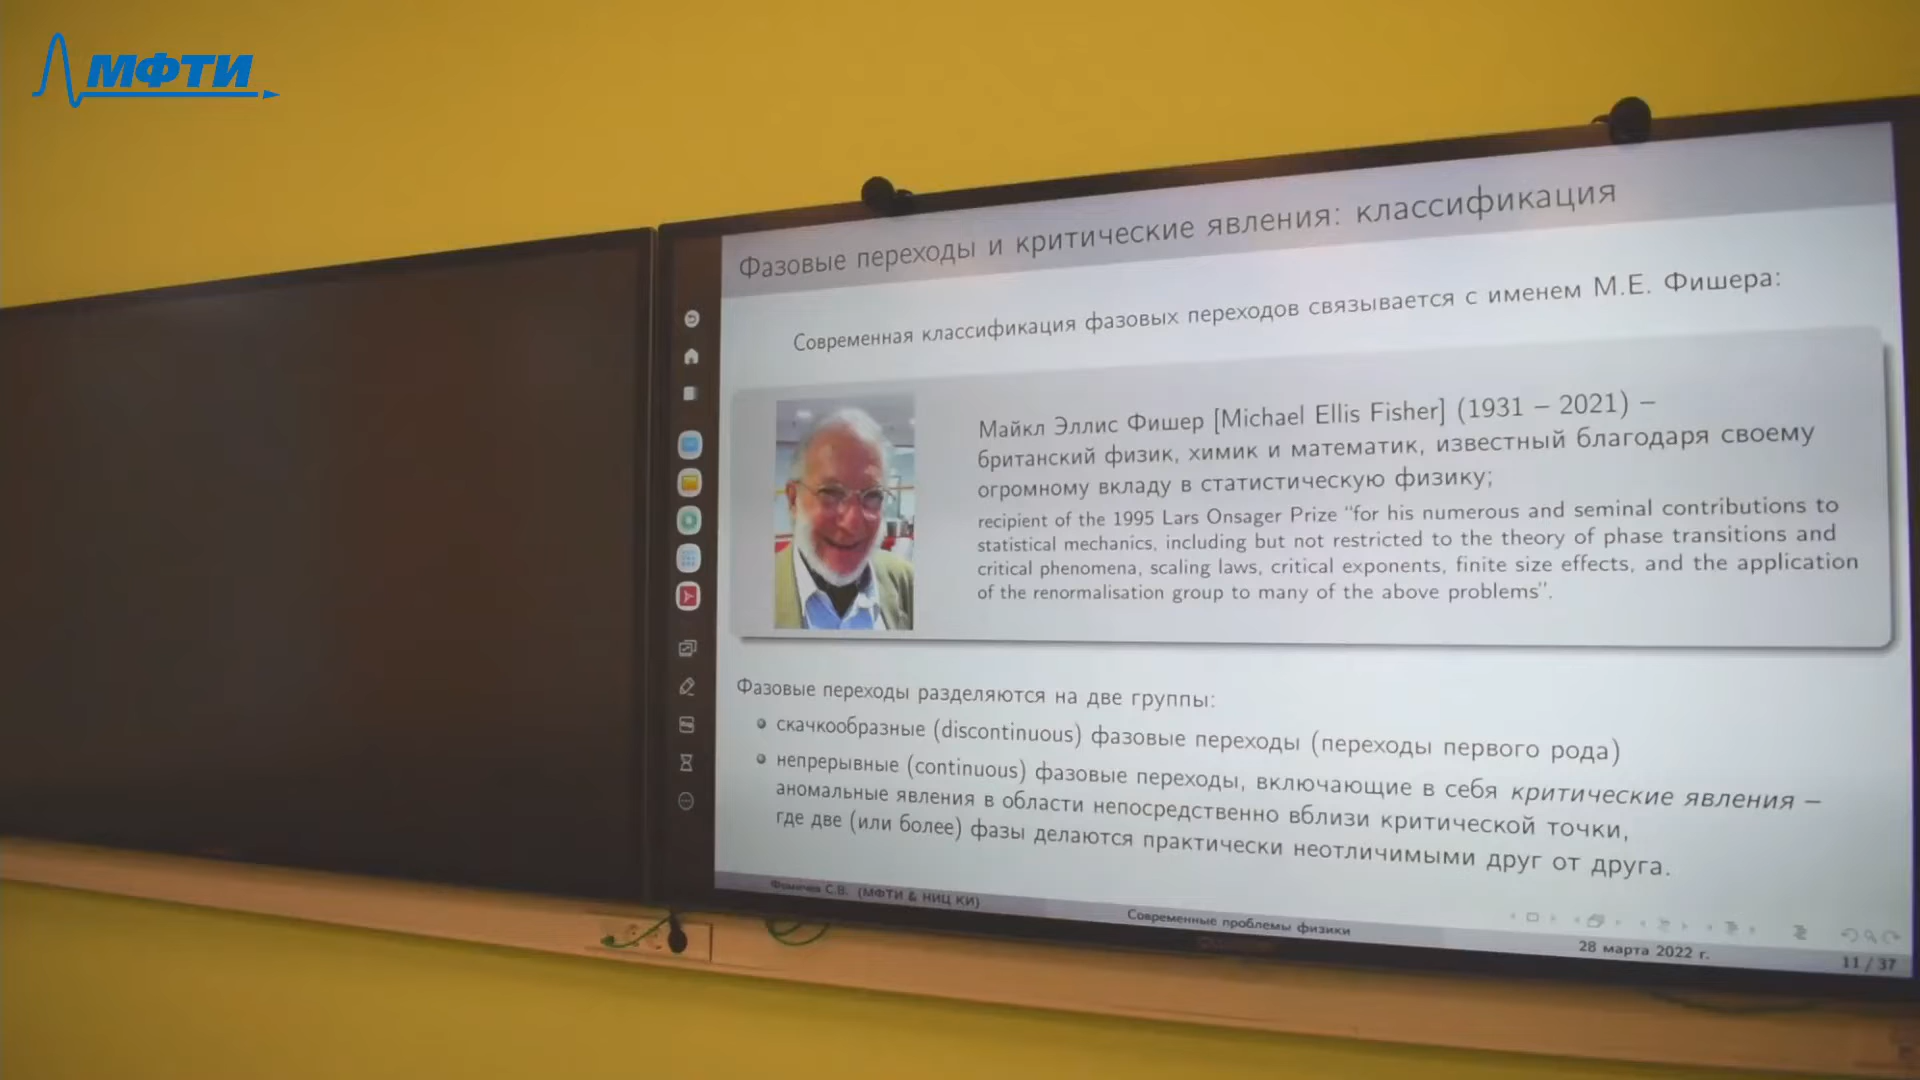 МФТИ
Фазовые переходы и критические явления: классификация
Современная классификация фазовых переходов связывается с именем М.Е. Фишера:
Майкл Эллис Фишер [Michael Ellis Fisher] (1931 – 2021) –
британский физик, химик и математик, известный благодаря своему
огромному вкладу в статистическую физику;
recipient of the 1995 Lars Onsager Prize "for his numerous and seminal contributions to
statistical mechanics, including but not restricted to the theory of phase transitions and
critical phenomena, scaling laws, critical exponents, finite size effects, and the application
of the renormalisation group to many of the above problems".
Фазовые переходы разделяются на две группы:
скачкообразные (discontinuous) фазовые переходы (переходы первого рода)
непрерывные (continuous) фазовые переходы, включающие в себя критические явления –
аномальные явления в области непосредственно вблизи критической точки,
где две (или более) фазы делаются практически неотличимыми друг от друга.
С.В. (МФТИ & НИЦ КИ)
Современные проблемы физики
28 марта 2022 г.
11 / 37